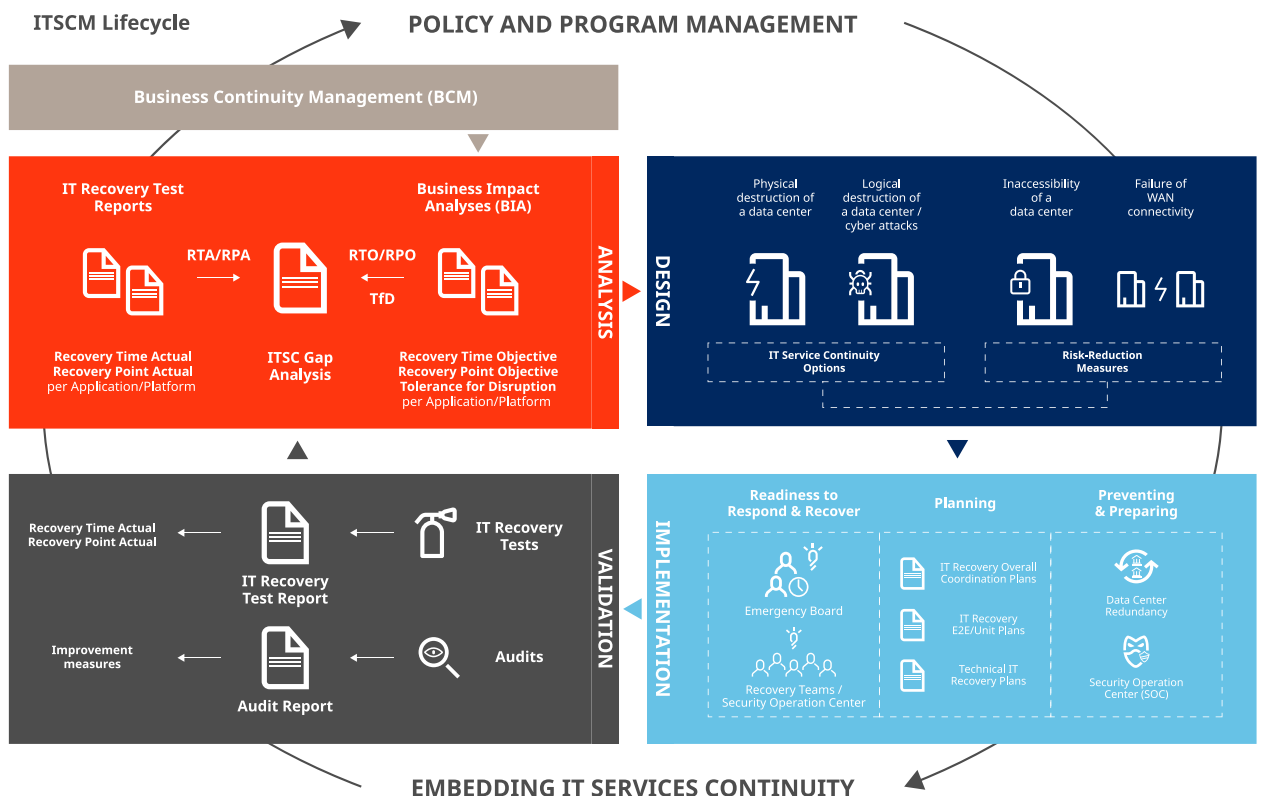 ITSCM Lifecycle
POLICY AND PROGRAM MANAGEMENT
Business Continuity Management (BCM)
IT Recovery Test
Reports
Business Impact
Analyses (BIA)
RTA/RPA
RTO/RPO
TfD
Recovery Time Actual
Recovery Point Actual
per Application/Platform
ITSC Gap
Analysis
Recovery Time Objective
Recovery Point Objective
Tolerance for Disruption
per Application/Platform
ANALYSIS
DESIGN
Physical
destruction of
a data center
Logical
destruction of
a data center /
cyber attacks
Inaccessibility
of a
data center
Failure of
WAN
connectivity
IT Service Continuity
Options
Risk-Reduction
Measures
Recovery Time Actual
Recovery Point Actual
IT Recovery
Test Report
IT Recovery
Tests
Improvement
measures
Audit Report
Audits
VALIDATION
IMPLEMENTATION
Readiness to
Respond & Recover
Emergency Board
Recovery Teams /
Security Operation Center
Planning
IT Recovery Overall
Coordination Plans
IT Recovery
E2E/Unit Plans
Technical IT
Recovery Plans
Preventing
& Preparing
Data Center
Redundancy
Security Operation
Center (SOC)
EMBEDDING IT SERVICES CONTINUITY